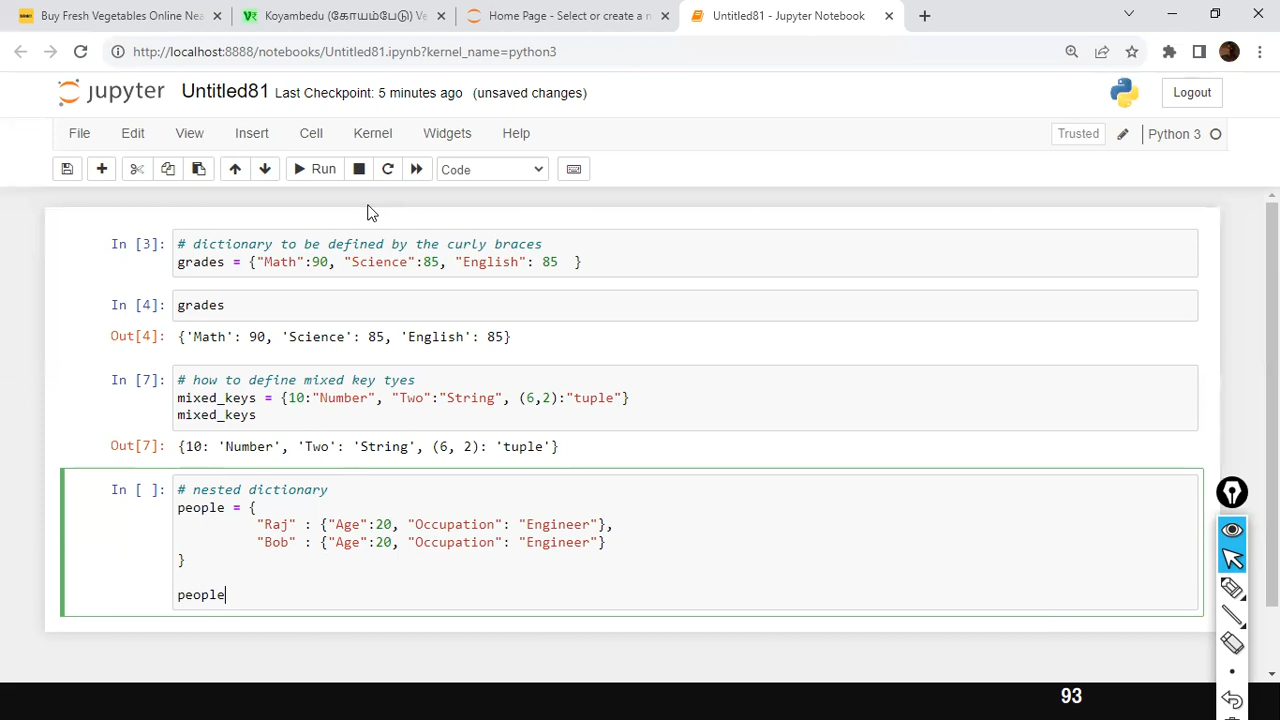 Buy Fresh Vegetables Online Ne
Koyambedu (கோயம்பேடு) V
Home Page - Select or create a n
Untitled81 - Jupyter Notebook
http://localhost:8888/notebooks/Untitled81.ipynb?kernel_name=python3
jupyter Untitled81 Last Checkpoint: 5 minutes ago (unsaved changes)
Logout
File Edit View Insert Cell Kernel Widgets Help
Trusted
Python 3
Run
Code
In [3]: # dictionary to be defined by the curly braces
grades = {"Math":90, "Science":85, "English": 85  }
In [4]: grades
Out[4]: {'Math': 90, 'Science': 85, 'English': 85}
In [7]: # how to define mixed key tyes
mixed_keys = {10:"Number", "Two":"String", (6,2):"tuple"}
mixed_keys
Out[7]: {10: 'Number', 'Two': 'String', (6, 2): 'tuple'}
In [ ]: # nested dictionary
people = {
"Raj" : {"Age":20, "Occupation": "Engineer"},
"Bob" : {"Age":20, "Occupation": "Engineer"}
}
people
93